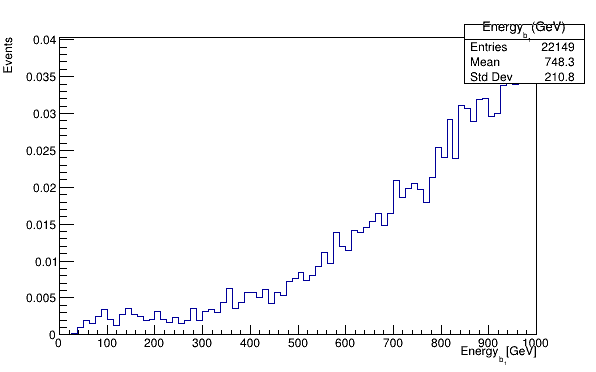 Energy_b_1 (GeV)
Entries 22149
Mean 748.3
Std Dev 210.8
Events
0.04
0.035
0.03
0.025
0.02
0.015
0.01
0.005
0
0 100 200 300 400 500 600 700 800 900 1000
Energy_b_1 [GeV]